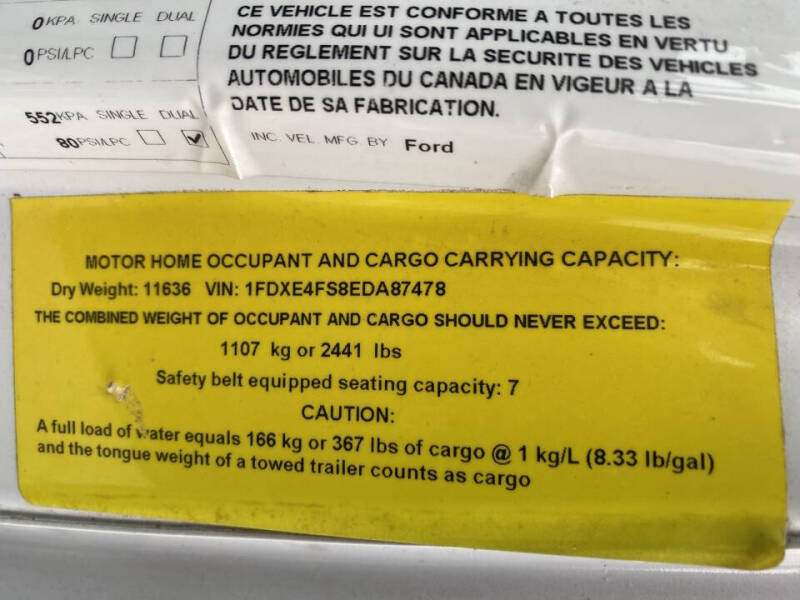 0 KPA SINGLE DUAL
0 PSI/LPC
552KPA SINGLE DUAL
80PSI/LPC
CE VEHICLE EST CONFORME A TOUTES LES
NORMIES QUI UI SONT APPLICABLES EN VERTU
DU REGLEMENT SUR LA SECURITE DES VEHICLES
AUTOMOBILES DU CANADA EN VIGEUR A LA
DATE DE SA FABRICATION.
INC. VEL. MFG. BY Ford
MOTOR HOME OCCUPANT AND CARGO CARRYING CAPACITY:
Dry Weight: 11636 VIN: 1FDXE4FS8EDA87478
THE COMBINED WEIGHT OF OCCUPANT AND CARGO SHOULD NEVER EXCEED:
1107 kg or 2441 lbs
Safety belt equipped seating capacity: 7
CAUTION:
A full load of water equals 166 kg or 367 lbs of cargo @ 1 kg/L (8.33 lb/gal)
and the tongue weight of a towed trailer counts as cargo